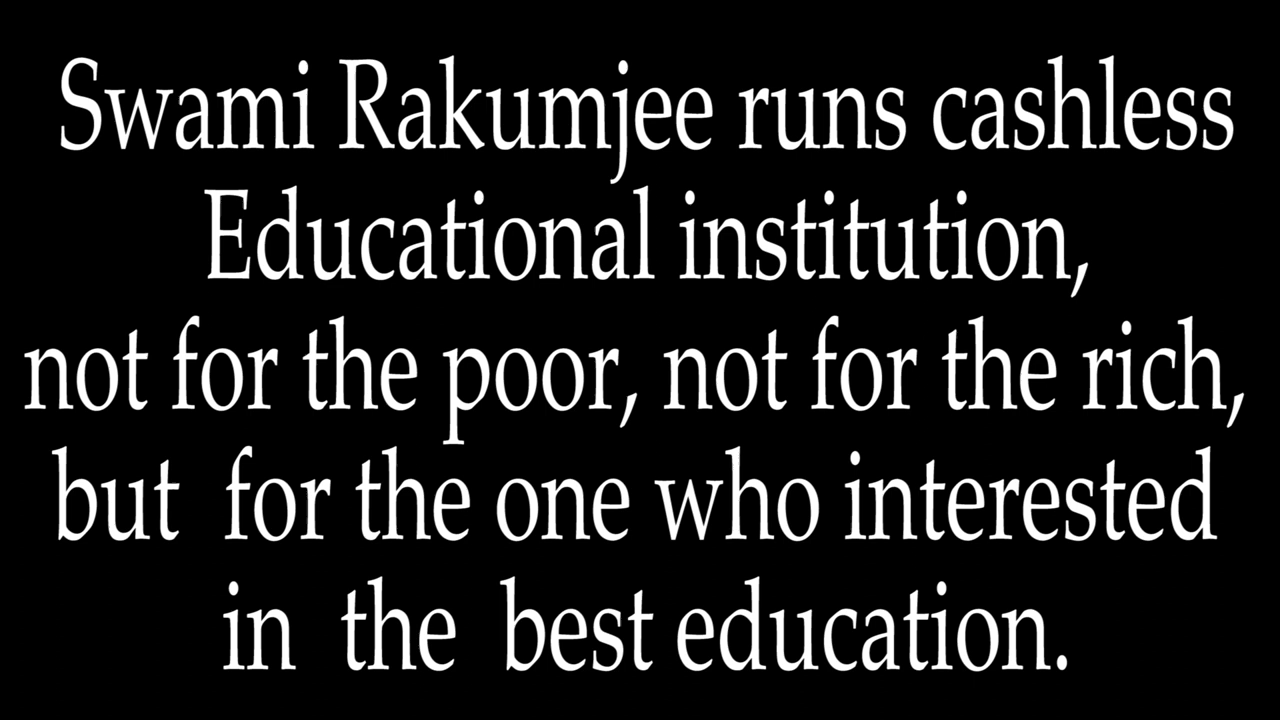 Swami Rakumjee runs cashless
Educational institution,
not for the poor, not for the rich,
but for the one who interested
in the best education.